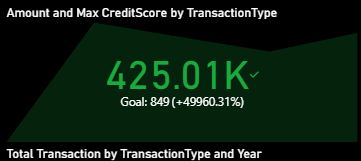 Amount and Max CreditScore by TransactionType
425.01K✓
Goal: 849 (+49960.31%)
Total Transaction by TransactionType and Year